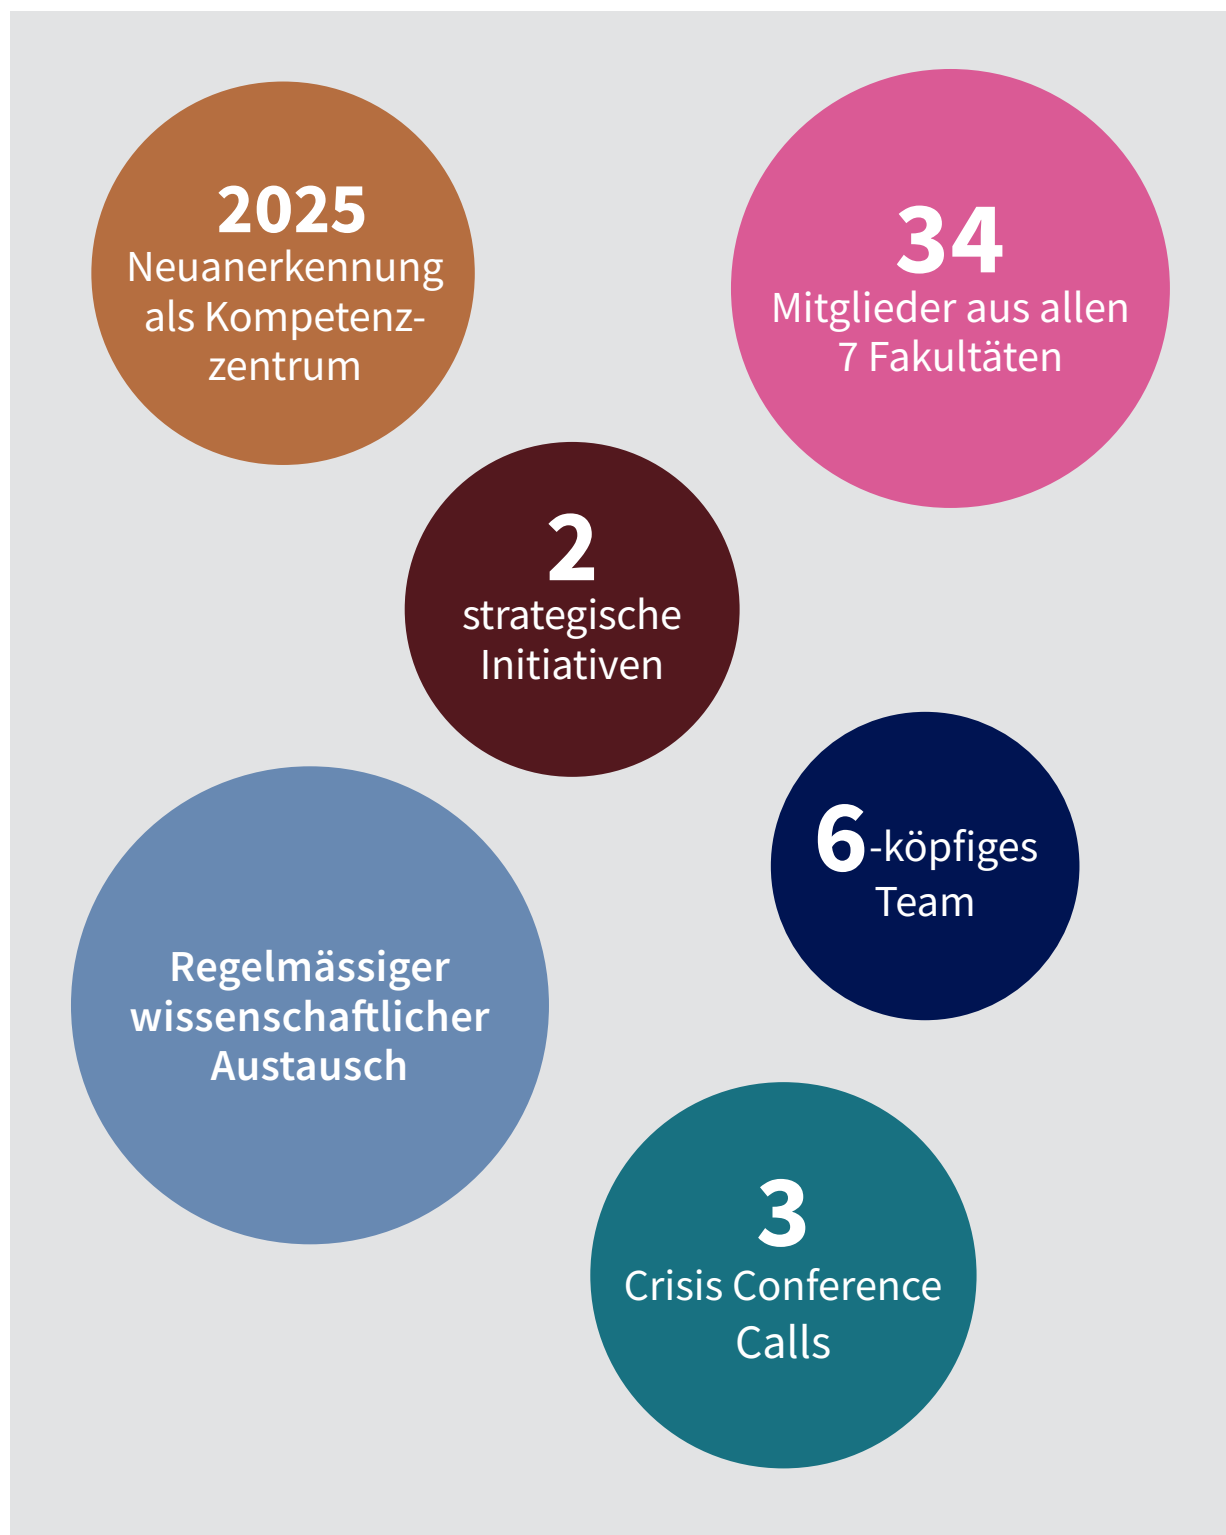 2025
Neuanerkennung
als Kompetenz-
zentrum
34
Mitglieder aus allen
7 Fakultäten
2
strategische
Initiativen
6-köpfiges
Team
Regelmässiger
wissenschaftlicher
Austausch
3
Crisis Conference
Calls